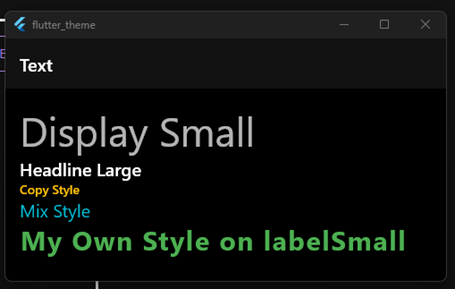 flutter_theme
Text
Display Small
Headline Large
Copy Style
Mix Style
My Own Style on labelSmall